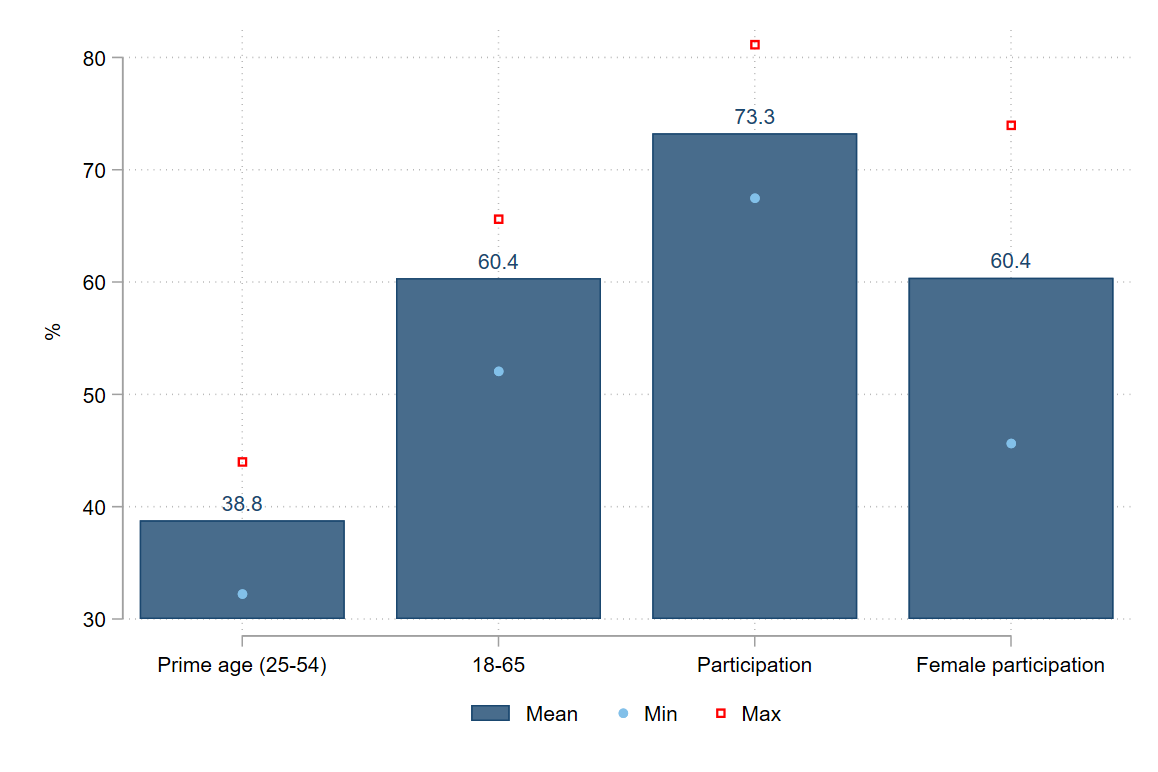 80
70
60
50
40
30
%
38.8
60.4
73.3
60.4
Prime age (25-54)
18-65
Participation
Female participation
Mean
Min
Max